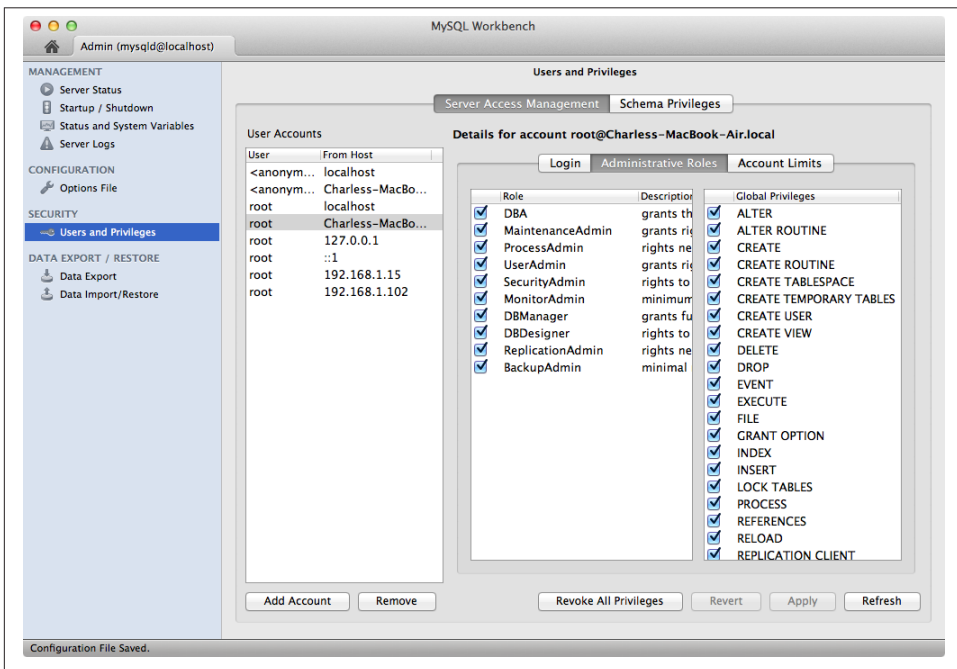 MySQL Workbench
Admin (mysqld@localhost)
MANAGEMENT
Server Status
Startup / Shutdown
Status and System Variables
Server Logs
CONFIGURATION
Options File
SECURITY
Users and Privileges
DATA EXPORT / RESTORE
Data Export
Data Import/Restore
Users and Privileges
Server Access Management
Schema Privileges
User Accounts
User From Host
<anonym... localhost
<anonym... Charless-MacBo...
root localhost
root Charless-MacBo...
root 127.0.0.1
root ::1
root 192.168.1.15
root 192.168.1.102
Add Account
Remove
Details for account root@Charless-MacBook-Air.local
Login
Administrative Roles
Account Limits
Role Description
DBA grants th
MaintenanceAdmin grants rig
ProcessAdmin rights ne
UserAdmin grants rig
SecurityAdmin rights to
MonitorAdmin minimum
DBManager grants fu
DBDesigner rights to
ReplicationAdmin rights ne
BackupAdmin minimal
Global Privileges
ALTER
ALTER ROUTINE
CREATE
CREATE ROUTINE
CREATE TABLESPACE
CREATE TEMPORARY TABLES
CREATE USER
CREATE VIEW
DELETE
DROP
EVENT
EXECUTE
FILE
GRANT OPTION
INDEX
INSERT
LOCK TABLES
PROCESS
REFERENCES
RELOAD
REPLICATION CLIENT
Revoke All Privileges
Revert
Apply
Refresh
Configuration File Saved.